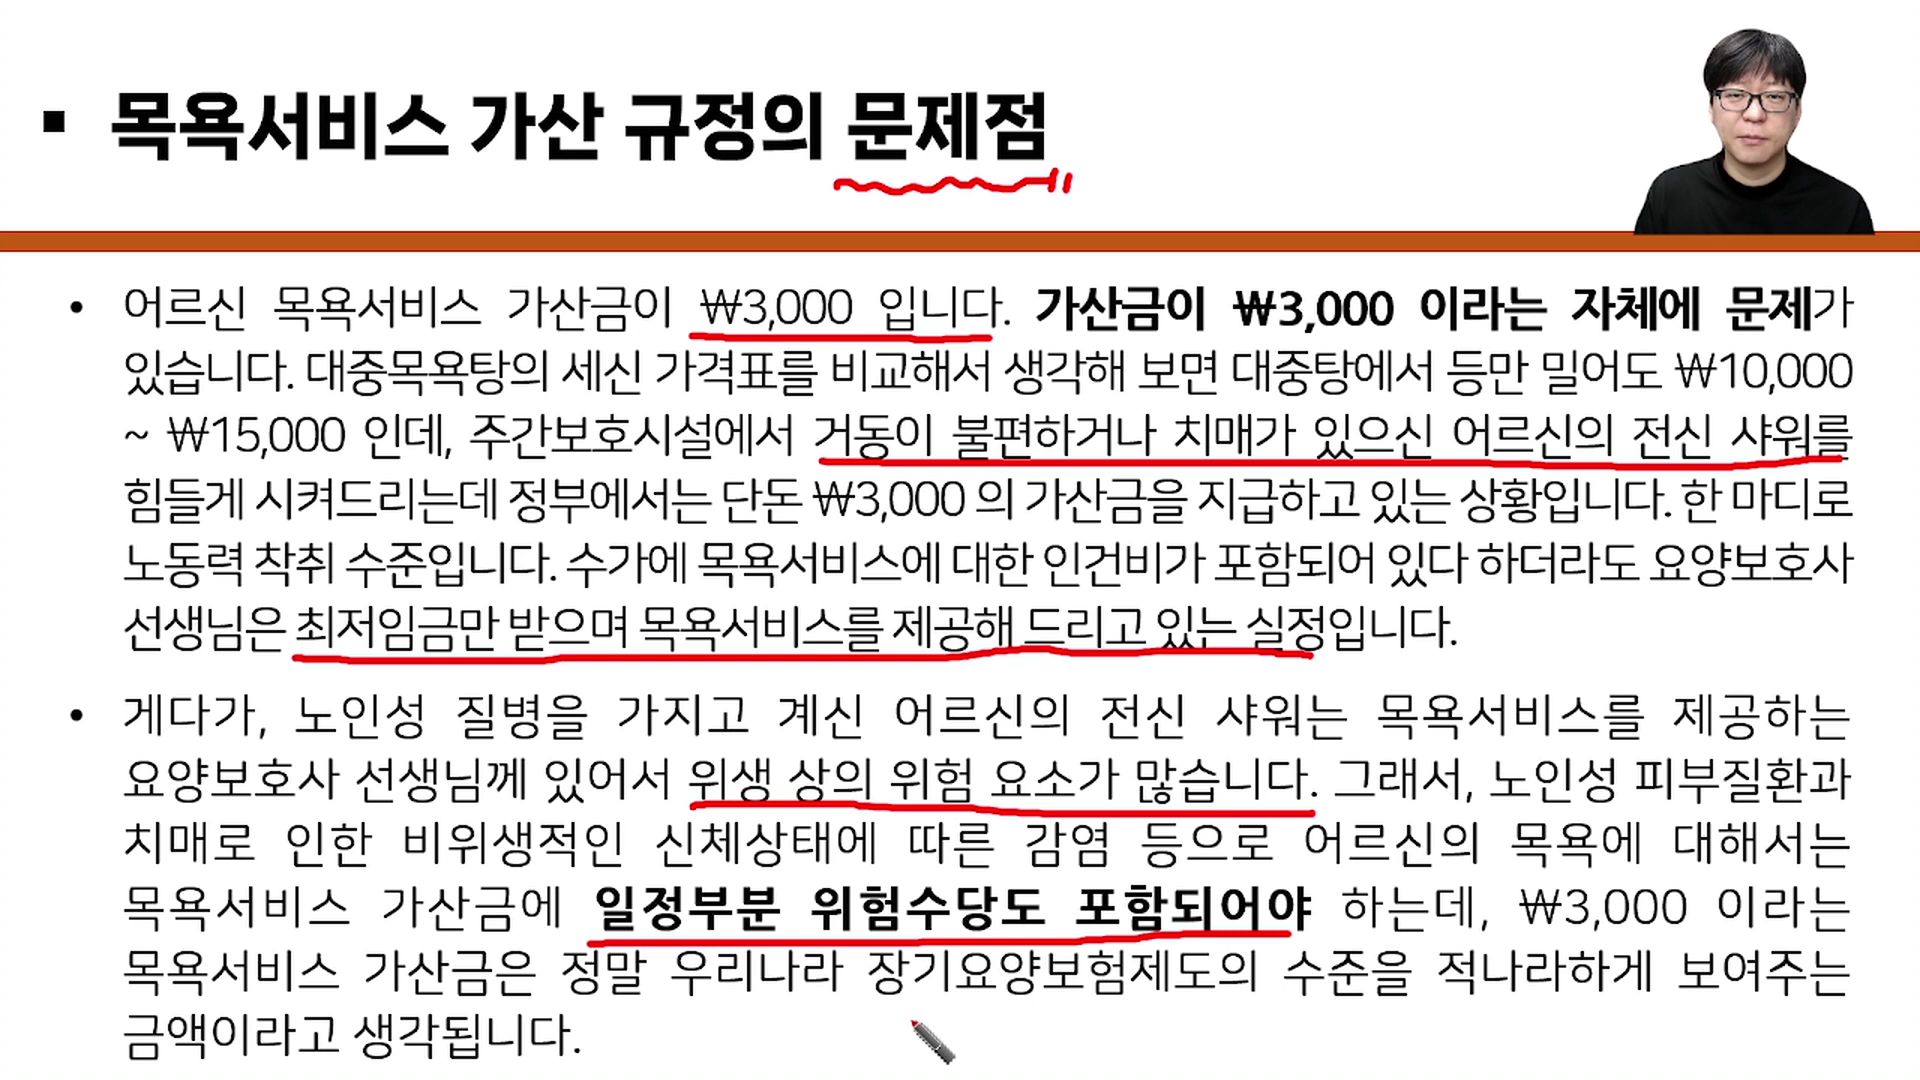 ▪ 목욕서비스 가산 규정의 문제점
• 어르신 목욕서비스 가산금이 ₩3,000 입니다. 가산금이 ₩3,000 이라는 자체에 문제가
있습니다. 대중목욕탕의 세신 가격표를 비교해서 생각해 보면 대중탕에서 등만 밀어도 ₩10,000
~ ₩15,000 인데, 주간보호시설에서 거동이 불편하거나 치매가 있으신 어르신의 전신 샤워를
힘들게 시켜드리는데 정부에서는 단돈 ₩3,000 의 가산금을 지급하고 있는 상황입니다. 한 마디로
노동력 착취 수준입니다. 수가에 목욕서비스에 대한 인건비가 포함되어 있다 하더라도 요양보호사
선생님은 최저임금만 받으며 목욕서비스를 제공해 드리고 있는 실정입니다.
• 게다가, 노인성 질병을 가지고 계신 어르신의 전신 샤워는 목욕서비스를 제공하는
요양보호사 선생님께 있어서 위생 상의 위험 요소가 많습니다. 그래서, 노인성 피부질환과
치매로 인한 비위생적인 신체상태에 따른 감염 등으로 어르신의 목욕에 대해서는
목욕서비스 가산금에 일정부분 위험수당도 포함되어야 하는데, ₩3,000 이라는
목욕서비스 가산금은 정말 우리나라 장기요양보험제도의 수준을 적나라하게 보여주는
금액이라고 생각됩니다.